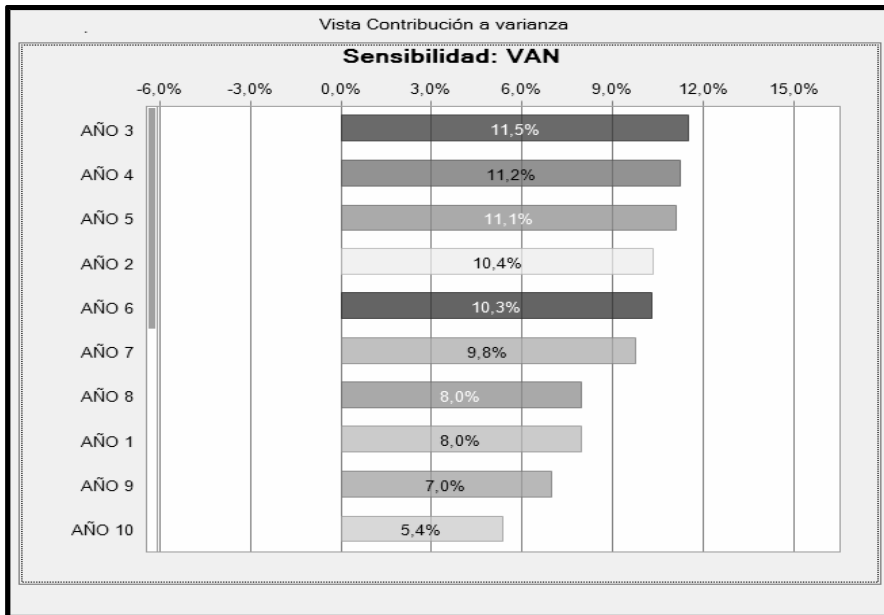 Vista Contribución a varianza
Sensibilidad: VAN
-6,0% -3,0% 0,0% 3,0% 6,0% 9,0% 12,0% 15,0%
AÑO 3 11,5%
AÑO 4 11,2%
AÑO 5 11,1%
AÑO 2 10,4%
AÑO 6 10,3%
AÑO 7 9,8%
AÑO 8 8,0%
AÑO 1 8,0%
AÑO 9 7,0%
AÑO 10 5,4%